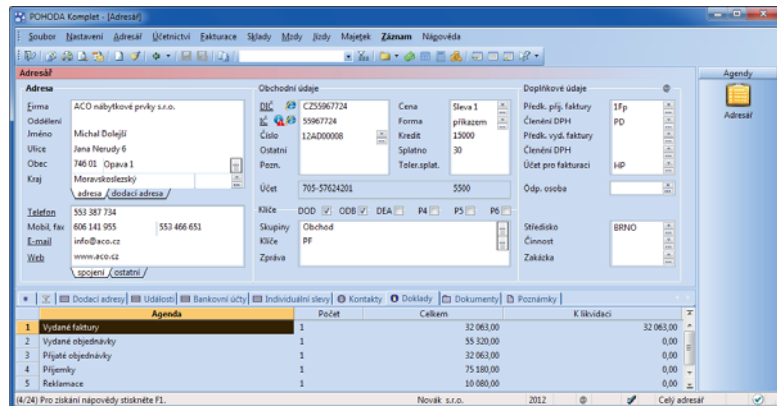 POHODA Komplet - [Adresář]
Soubor Nastavení Adresář Účetnictví Fakturace Sklady Mzdy Jízdy Majetek Záznam Nápověda
Adresář
Agendy
Adresář
Adresa
Firma ACO nábytkové prvky s.r.o.
Oddělení
Jméno Michal Dolejší
Ulice Jana Nerudy 6
Obec 746 01 Opava 1
Kraj Moravskoslezský
adresa dodací adresa
Telefon 553 387 734
Mobil, fax 606 141 955 553 466 651
E-mail info@aco.cz
Web www.aco.cz
spojení ostatní
Obchodní údaje
DIČ CZ55967724 Cena Sleva 1
IČ 55967724 Forma příkazem
Číslo 12AD00008 Kredit 15000
Ostatní Splatno 30
Pozn. Toler.splat.
Účet 705-57624201 5500
Klíče DOD ODB DEA P4 P5 P6
Skupiny Obchod
Klíče PF
Zpráva
Doplňkové údaje @
Předk. přij. faktury 1Fp
Členění DPH PD
Předk. vyd. faktury
Členění DPH
Účet pro fakturaci HP
Odp. osoba
Středisko BRNO
Činnost
Zakázka
Dodací adresy Události Bankovní účty Individuální slevy Kontakty Doklady Dokumenty Poznámky
Agenda Počet Celkem K likvidaci
1 Vydané faktury 1 32 063,00 32 063,00
2 Vydané objednávky 1 55 320,00 0,00
3 Přijaté objednávky 1 32 063,00 0,00
4 Příjemky 1 75 180,00 0,00
5 Reklamace 1 10 080,00 0,00
(4/24) Pro získání nápovědy stiskněte F1. Novák s.r.o. 2012 @ Celý adresář